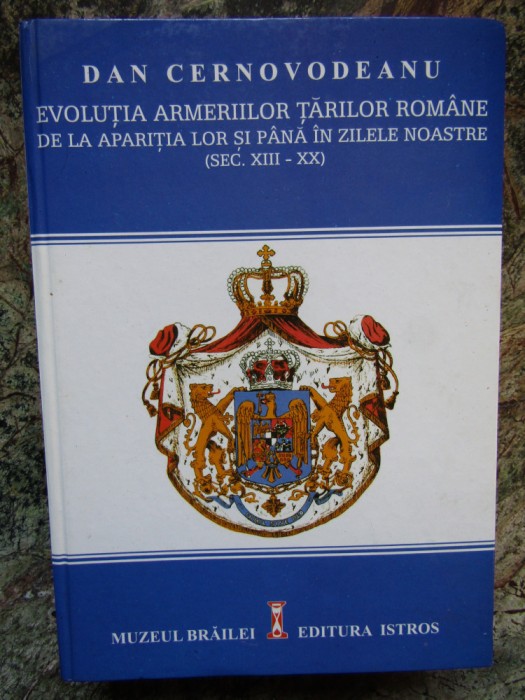 DAN CERNOVODEANU
EVOLUȚIA ARMERIILOR ȚĂRILOR ROMÂNE
DE LA APARIȚIA LOR ȘI PÂNĂ ÎN ZILELE NOASTRE
(SEC. XIII - XX)
MUZEUL BRĂILEI EDITURA ISTROS